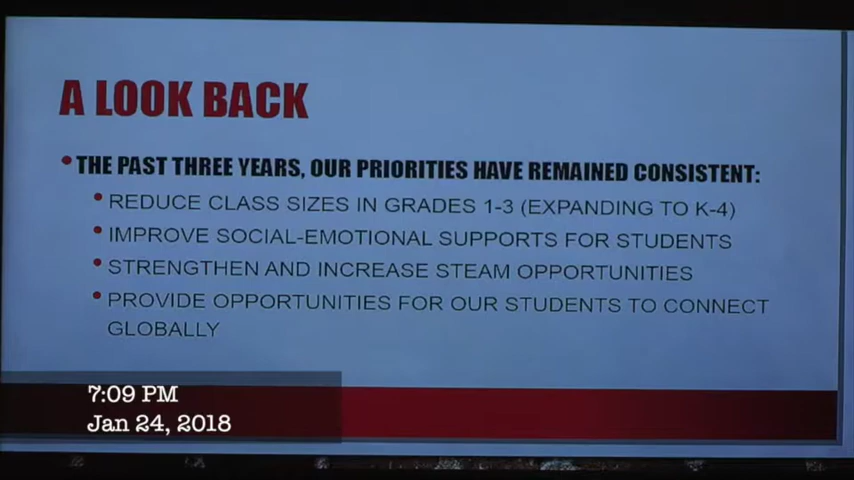 A LOOK BACK
• THE PAST THREE YEARS, OUR PRIORITIES HAVE REMAINED CONSISTENT:
• REDUCE CLASS SIZES IN GRADES 1-3 (EXPANDING TO K-4)
• IMPROVE SOCIAL-EMOTIONAL SUPPORTS FOR STUDENTS
• STRENGTHEN AND INCREASE STEAM OPPORTUNITIES
• PROVIDE OPPORTUNITIES FOR OUR STUDENTS TO CONNECT
GLOBALLY
7:09 PM
Jan 24, 2018